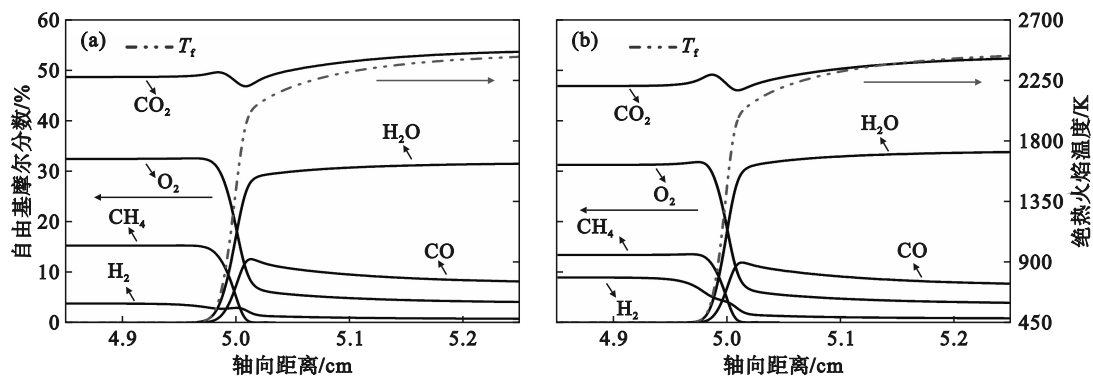 60
50
40
30
20
10
0
自由基摩尔分数/%
(a)
T_f
CO₂
H₂O
O₂
CH₄
CO
H₂
4.9
5.0
5.1
5.2
轴向距离/cm
(b)
T_f
CO₂
H₂O
O₂
CH₄
CO
H₂
4.9
5.0
5.1
5.2
轴向距离/cm
2700
2250
1800
1350
900
450
绝热火焰温度/K